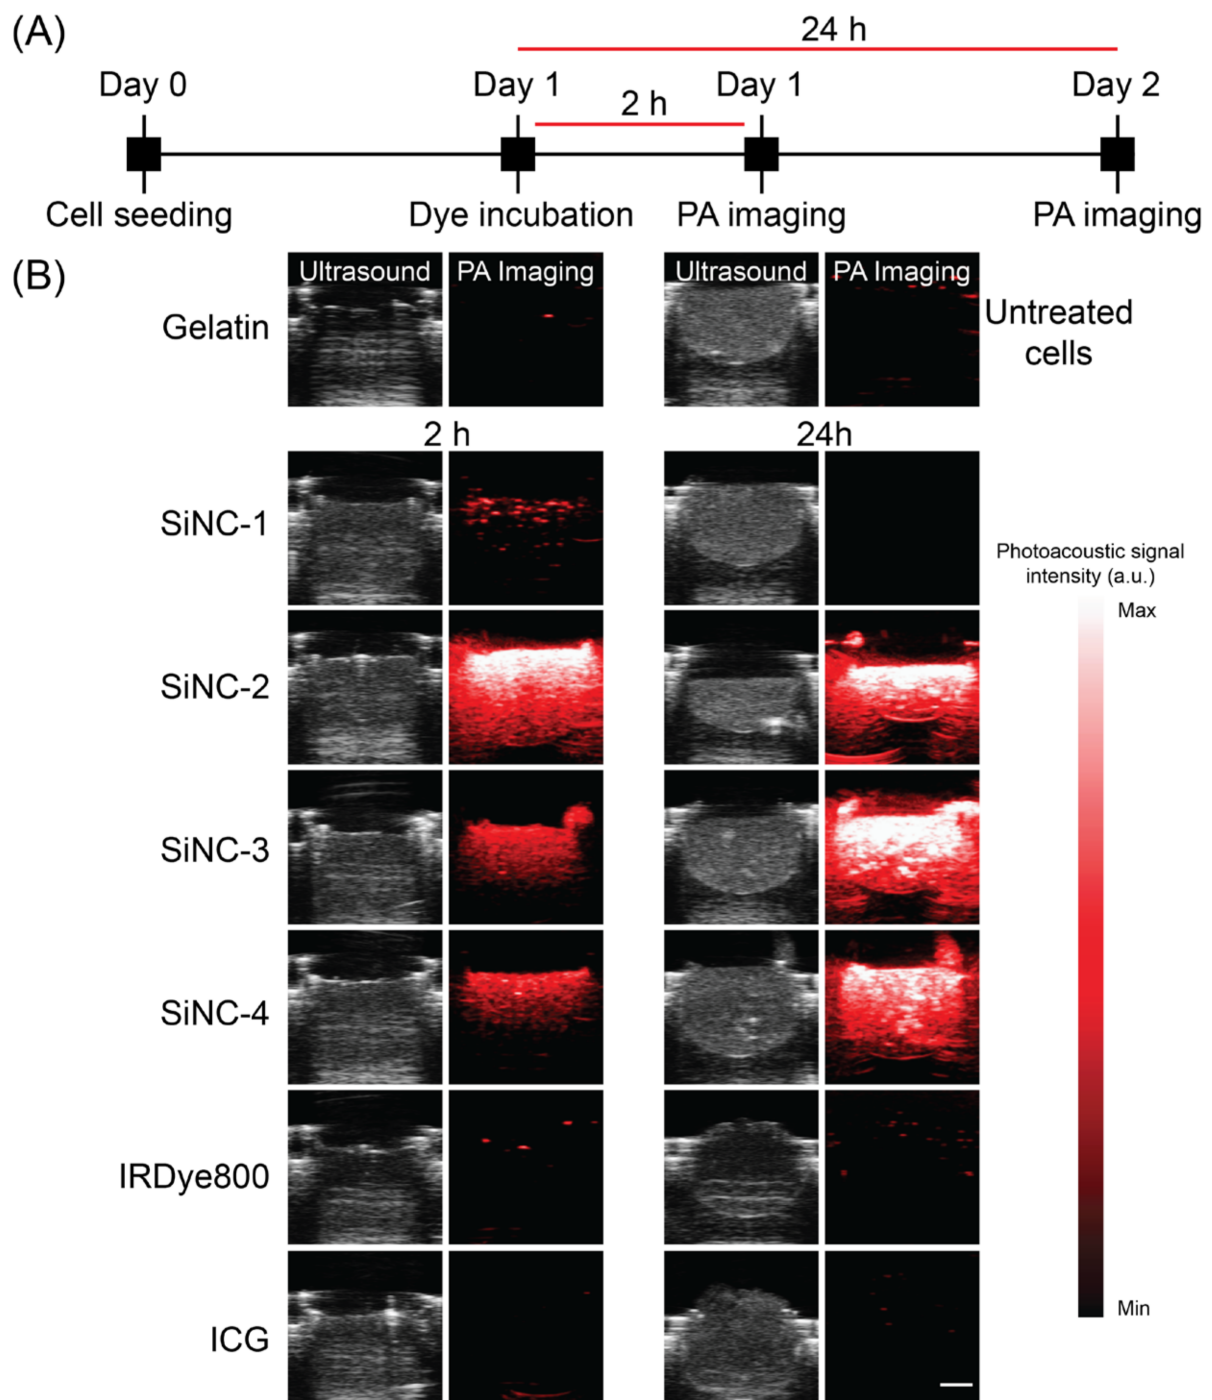 (A)
24 h
Day 0
Day 1
2 h
Day 1
Day 2
Cell seeding
Dye incubation
PA imaging
PA imaging
(B)
Ultrasound
PA Imaging
Ultrasound
PA Imaging
Gelatin
Untreated
cells
2 h
24h
SiNC-1
SiNC-2
SiNC-3
SiNC-4
IRDye800
ICG
Photoacoustic signal
intensity (a.u.)
Max
Min